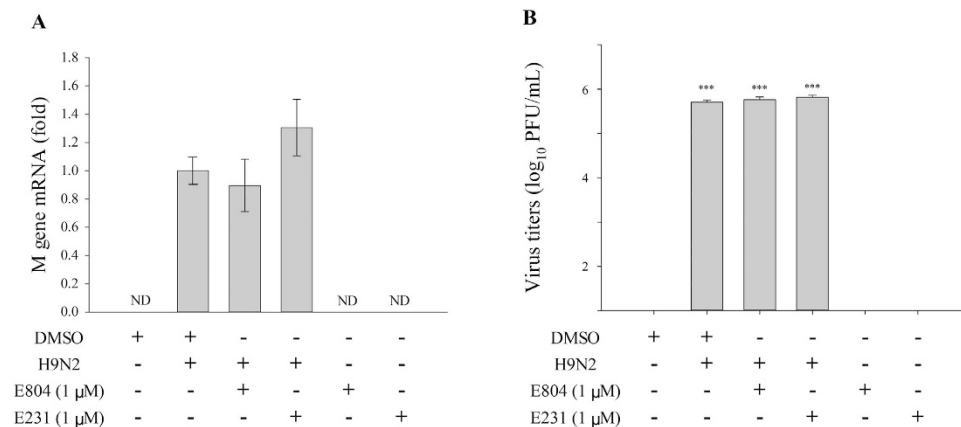 A
M gene mRNA (fold)
1.8
1.6
1.4
1.2
1.0
0.8
0.6
0.4
0.2
0.0
ND
ND
ND
DMSO + + - - - -
H9N2 - + + + - -
E804 (1 µM) - - + - + -
E231 (1 µM) - - - + - +
B
Virus titers (log10 PFU/mL)
6
4
2
***
***
***
DMSO + + - - - -
H9N2 - + + + - -
E804 (1 µM) - - + - + -
E231 (1 µM) - - - + - +